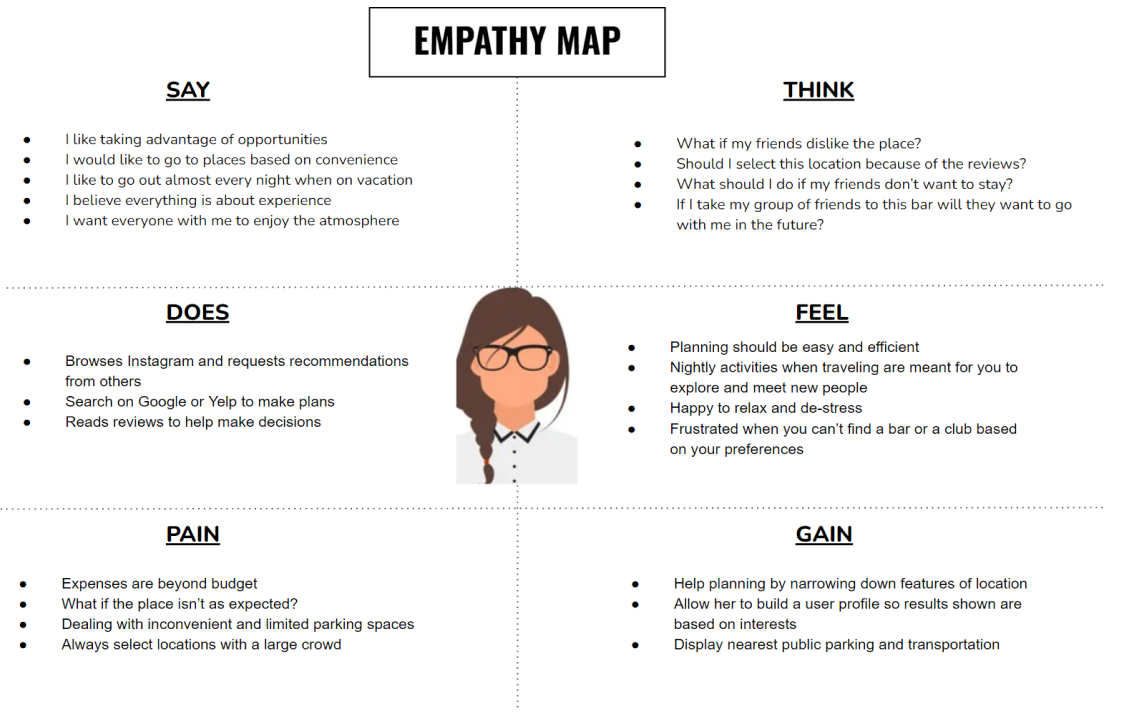 EMPATHY MAP
SAY
● I like taking advantage of opportunities
● I would like to go to places based on convenience
● I like to go out almost every night when on vacation
● I believe everything is about experience
● I want everyone with me to enjoy the atmosphere
THINK
● What if my friends dislike the place?
● Should I select this location because of the reviews?
● What should I do if my friends don't want to stay?
● If I take my group of friends to this bar will they want to go
with me in the future?
DOES
● Browses Instagram and requests recommendations
from others
● Search on Google or Yelp to make plans
● Reads reviews to help make decisions
FEEL
● Planning should be easy and efficient
● Nightly activities when traveling are meant for you to
explore and meet new people
● Happy to relax and de-stress
● Frustrated when you can't find a bar or a club based
on your preferences
PAIN
● Expenses are beyond budget
● What if the place isn't as expected?
● Dealing with inconvenient and limited parking spaces
● Always select locations with a large crowd
GAIN
● Help planning by narrowing down features of location
● Allow her to build a user profile so results shown are
based on interests
● Display nearest public parking and transportation